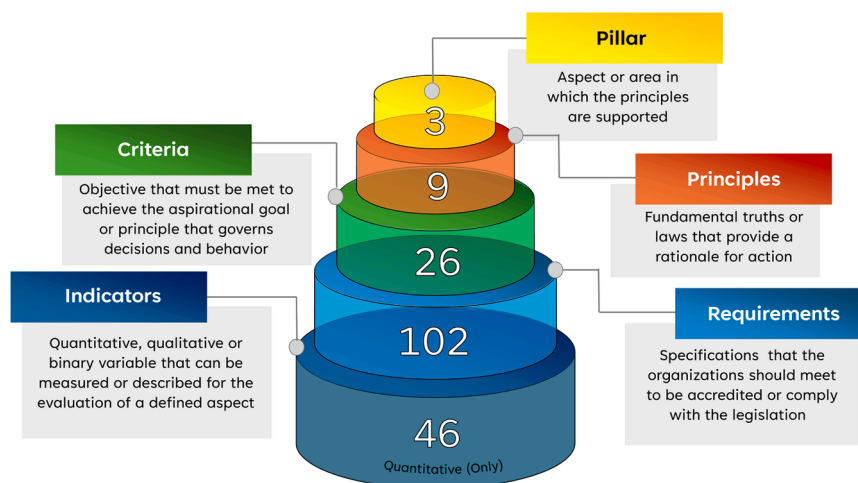 Pillar
Aspect or area in
which the principles
are supported
3
Criteria
Objective that must be met to
achieve the aspirational goal
or principle that governs
decisions and behavior
9
Principles
Fundamental truths or
laws that provide a
rationale for action
26
Indicators
Quantitative, qualitative or
binary variable that can be
measured or described for the
evaluation of a defined aspect
102
Requirements
Specifications that the
organizations should meet
to be accredited or comply
with the legislation
46
Quantitative (Only)